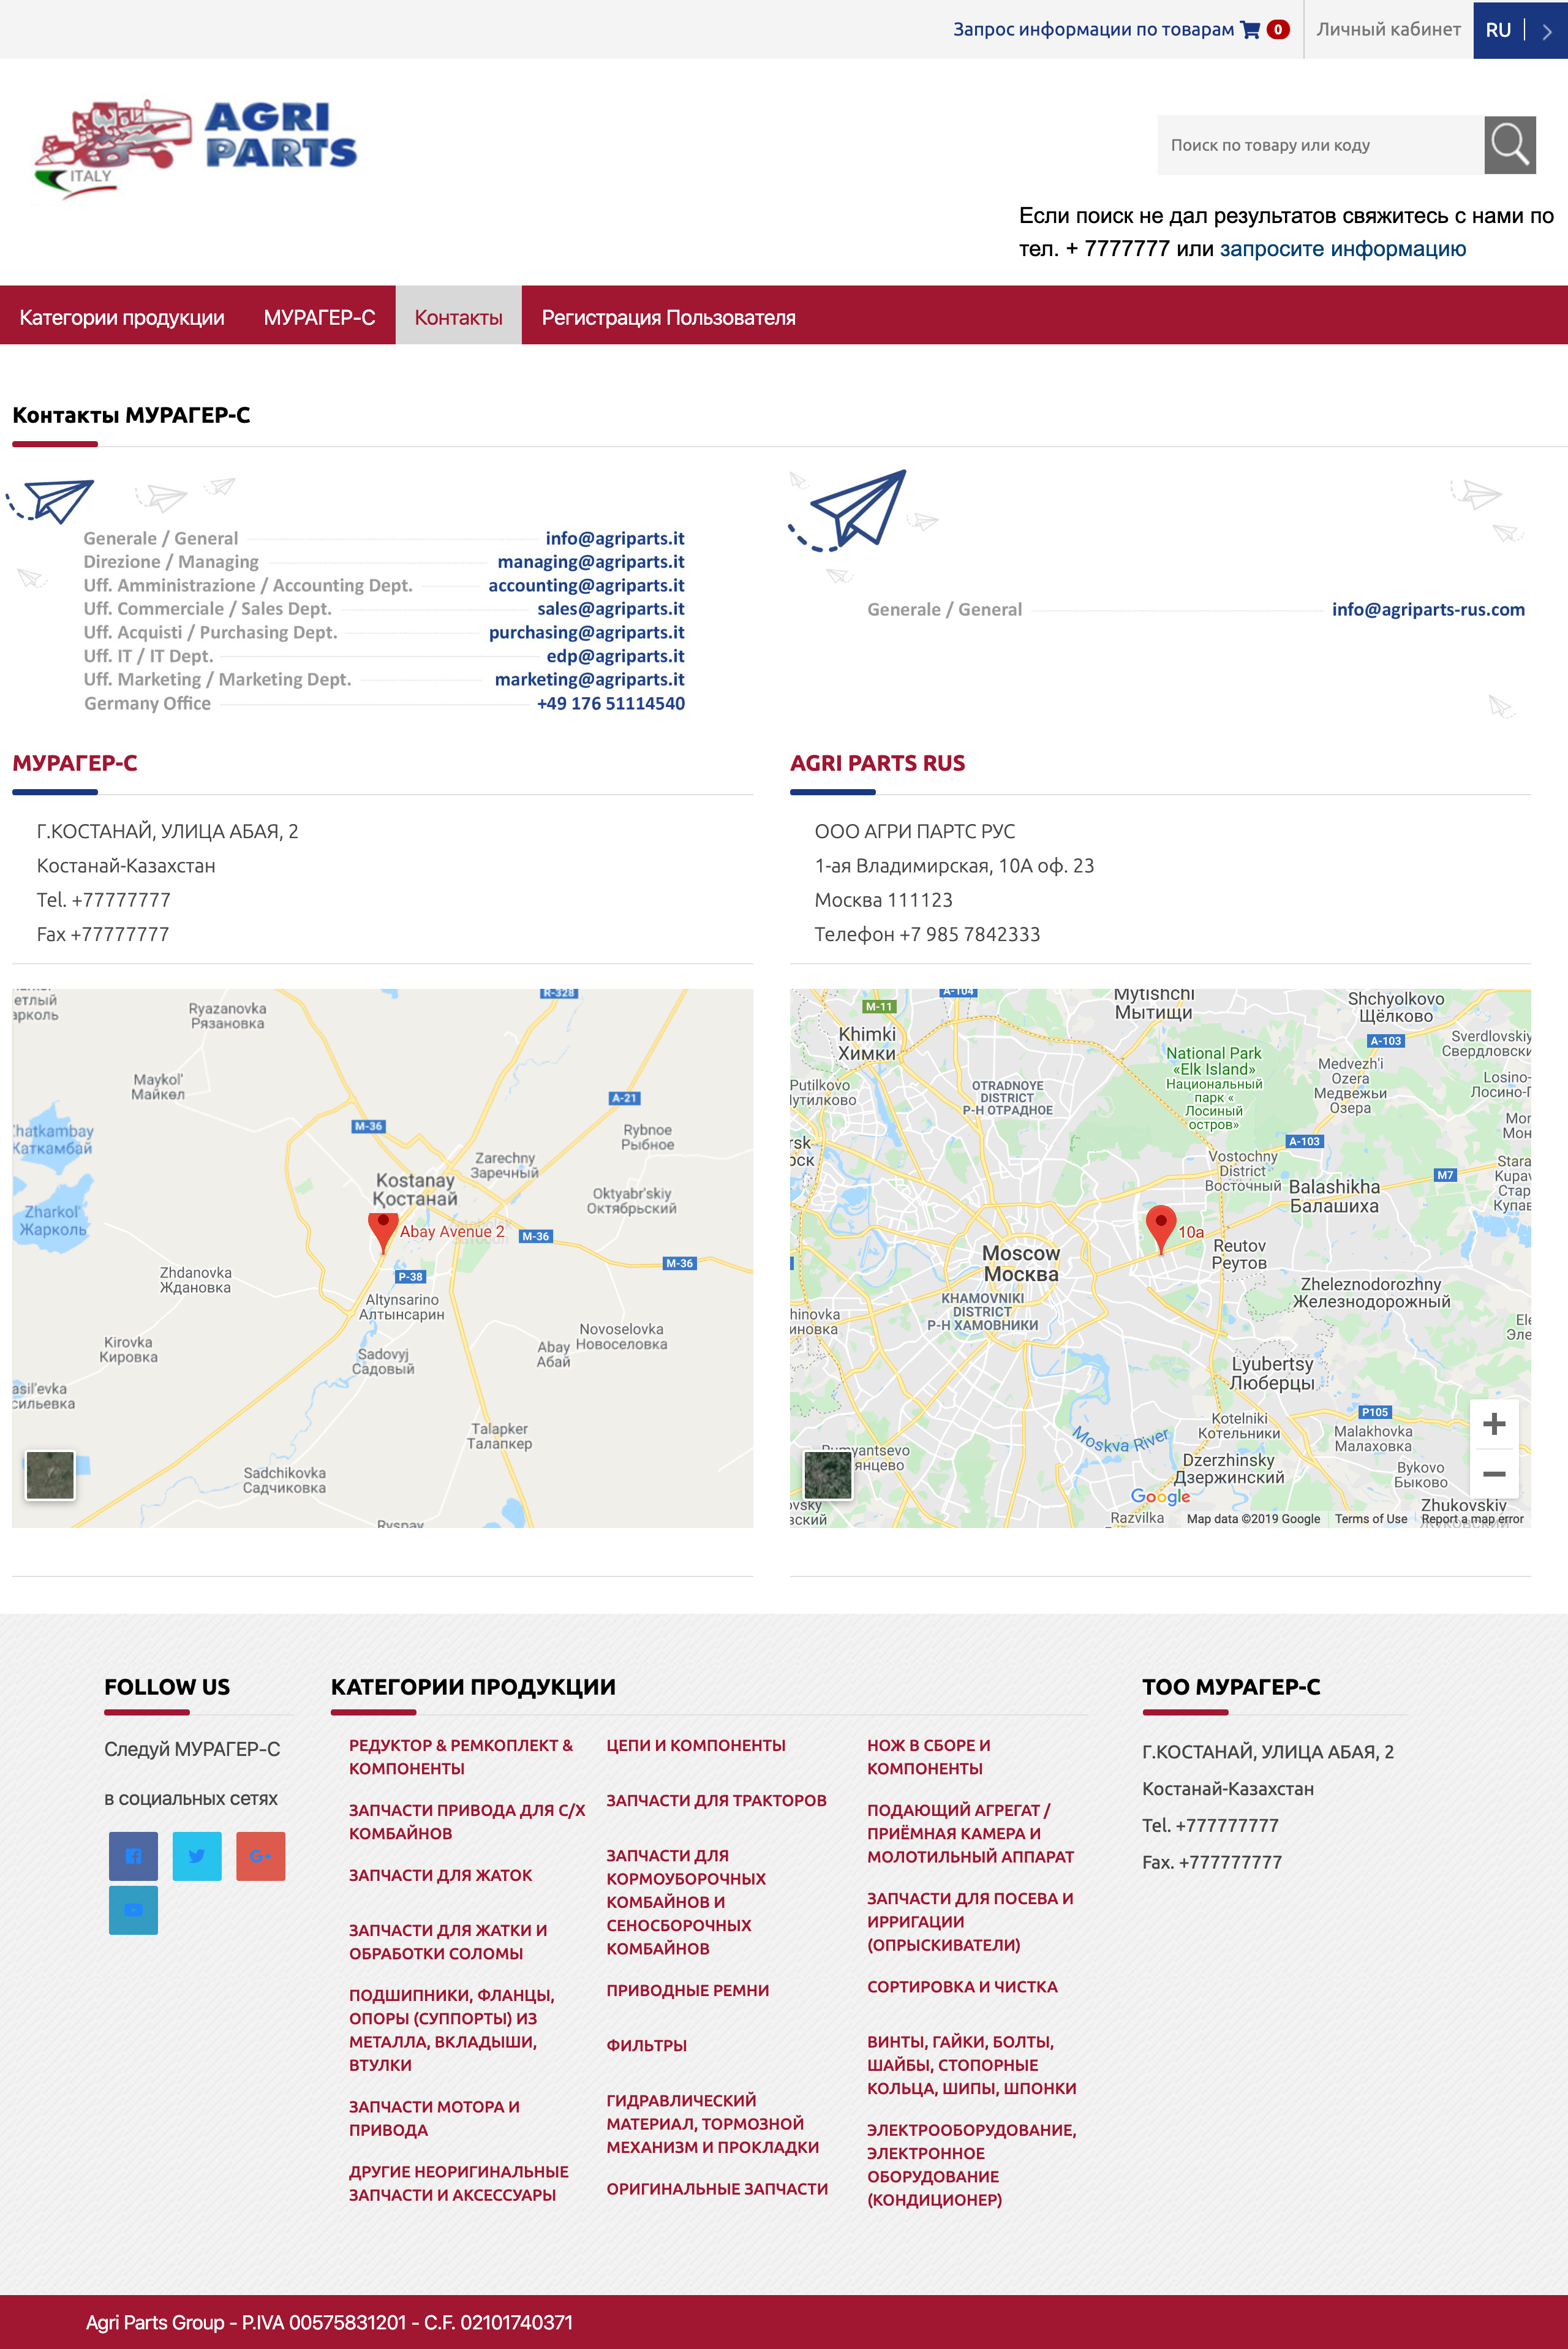 Запрос информации по товарам 0
Личный кабинет
RU
AGRI
PARTS
ITALY
Поиск по товару или коду
Если поиск не дал результатов свяжитесь с нами по
тел. + 7777777 или запросите информацию
Категории продукции
МУРАГЕР-С
Контакты
Регистрация Пользователя
Контакты МУРАГЕР-С
Generale / General info@agriparts.it
Direzione / Managing managing@agriparts.it
Uff. Amministrazione / Accounting Dept. accounting@agriparts.it
Uff. Commerciale / Sales Dept. sales@agriparts.it
Uff. Acquisti / Purchasing Dept. purchasing@agriparts.it
Uff. IT / IT Dept. edp@agriparts.it
Uff. Marketing / Marketing Dept. marketing@agriparts.it
Germany Office +49 176 51114540
Generale / General info@agriparts-rus.com
МУРАГЕР-С
Г.КОСТАНАЙ, УЛИЦА АБАЯ, 2
Костанай-Казахстан
Tel. +77777777
Fax +77777777
AGRI PARTS RUS
ООО АГРИ ПАРТС РУС
1-ая Владимирская, 10А оф. 23
Москва 111123
Телефон +7 985 7842333
R-328
Ryazanovka
Рязановка
Maykol'
Майкөл
A-21
M-36
Rybnoe
Рыбное
Zarechny
Заречный
Kostanay
Қостанай
Oktyabr'skiy
Октябрьский
Zharkol'
Жарколь
Abay Avenue 2
M-36
M-36
Zhdanovka
Ждановка
P-38
Altynsarino
Алтынсарин
Kirovka
Кировка
Sadovyj
Садовый
Abay
Абай
Novoselovka
Новоселовка
Talapker
Талапкер
Sadchikovka
Садчиковка
Ryspay
A-104
M-11
Mytishchi
Мытищи
Shchyolkovo
Щёлково
Khimki
Химки
A-103
National Park
«Elk Island»
Национальный
парк «
Лосиный
остров»
Medvezh'i
Ozera
Медвежьи
Озера
OTRADNOYE
DISTRICT
Р-Н ОТРАДНОЕ
A-103
Vostochny
District
Восточный
M7
Balashikha
Балашиха
10a
Moscow
Москва
Reutov
Реутов
KHAMOVNIKI
DISTRICT
Р-Н ХАМОВНИКИ
Zheleznodorozhny
Железнодорожный
Lyubertsy
Люберцы
P105
Kotelniki
Котельники
Malakhovka
Малаховка
Moskva River
Dzerzhinsky
Дзержинский
Bykovo
Быково
Zhukovskiy
Google
Razvilka
Map data ©2019 Google
Terms of Use
Report a map error
FOLLOW US
Следуй МУРАГЕР-С
в социальных сетях
КАТЕГОРИИ ПРОДУКЦИИ
РЕДУКТОР & РЕМКОПЛЕКТ &
КОМПОНЕНТЫ
ЗАПЧАСТИ ПРИВОДА ДЛЯ С/Х
КОМБАЙНОВ
ЗАПЧАСТИ ДЛЯ ЖАТОК
ЗАПЧАСТИ ДЛЯ ЖАТКИ И
ОБРАБОТКИ СОЛОМЫ
ПОДШИПНИКИ, ФЛАНЦЫ,
ОПОРЫ (СУППОРТЫ) ИЗ
МЕТАЛЛА, ВКЛАДЫШИ,
ВТУЛКИ
ЗАПЧАСТИ МОТОРА И
ПРИВОДА
ДРУГИЕ НЕОРИГИНАЛЬНЫЕ
ЗАПЧАСТИ И АКСЕССУАРЫ
ЦЕПИ И КОМПОНЕНТЫ
ЗАПЧАСТИ ДЛЯ ТРАКТОРОВ
ЗАПЧАСТИ ДЛЯ
КОРМОУБОРОЧНЫХ
КОМБАЙНОВ И
СЕНОСБОРОЧНЫХ
КОМБАЙНОВ
ПРИВОДНЫЕ РЕМНИ
ФИЛЬТРЫ
ГИДРАВЛИЧЕСКИЙ
МАТЕРИАЛ, ТОРМОЗНОЙ
МЕХАНИЗМ И ПРОКЛАДКИ
ОРИГИНАЛЬНЫЕ ЗАПЧАСТИ
НОЖ В СБОРЕ И
КОМПОНЕНТЫ
ПОДАЮЩИЙ АГРЕГАТ /
ПРИЁМНАЯ КАМЕРА И
МОЛОТИЛЬНЫЙ АППАРАТ
ЗАПЧАСТИ ДЛЯ ПОСЕВА И
ИРРИГАЦИИ
(ОПРЫСКИВАТЕЛИ)
СОРТИРОВКА И ЧИСТКА
ВИНТЫ, ГАЙКИ, БОЛТЫ,
ШАЙБЫ, СТОПОРНЫЕ
КОЛЬЦА, ШИПЫ, ШПОНКИ
ЭЛЕКТРООБОРУДОВАНИЕ,
ЭЛЕКТРОННОЕ
ОБОРУДОВАНИЕ
(КОНДИЦИОНЕР)
ТОО МУРАГЕР-С
Г.КОСТАНАЙ, УЛИЦА АБАЯ, 2
Костанай-Казахстан
Tel. +777777777
Fax. +777777777
Agri Parts Group - P.IVA 00575831201 - C.F. 02101740371